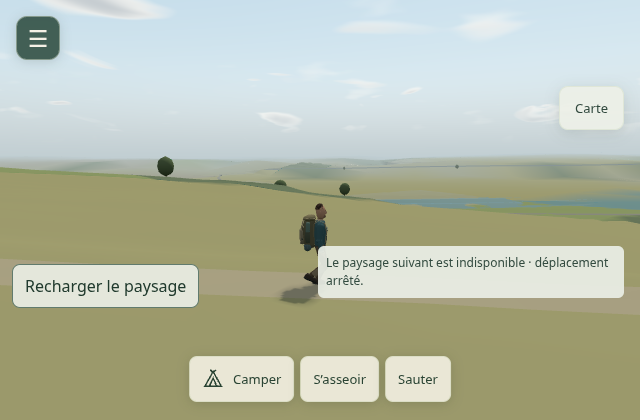 Carte
Le paysage suivant est indisponible · déplacement
arrêté.
Recharger le paysage
Camper
S’asseoir
Sauter